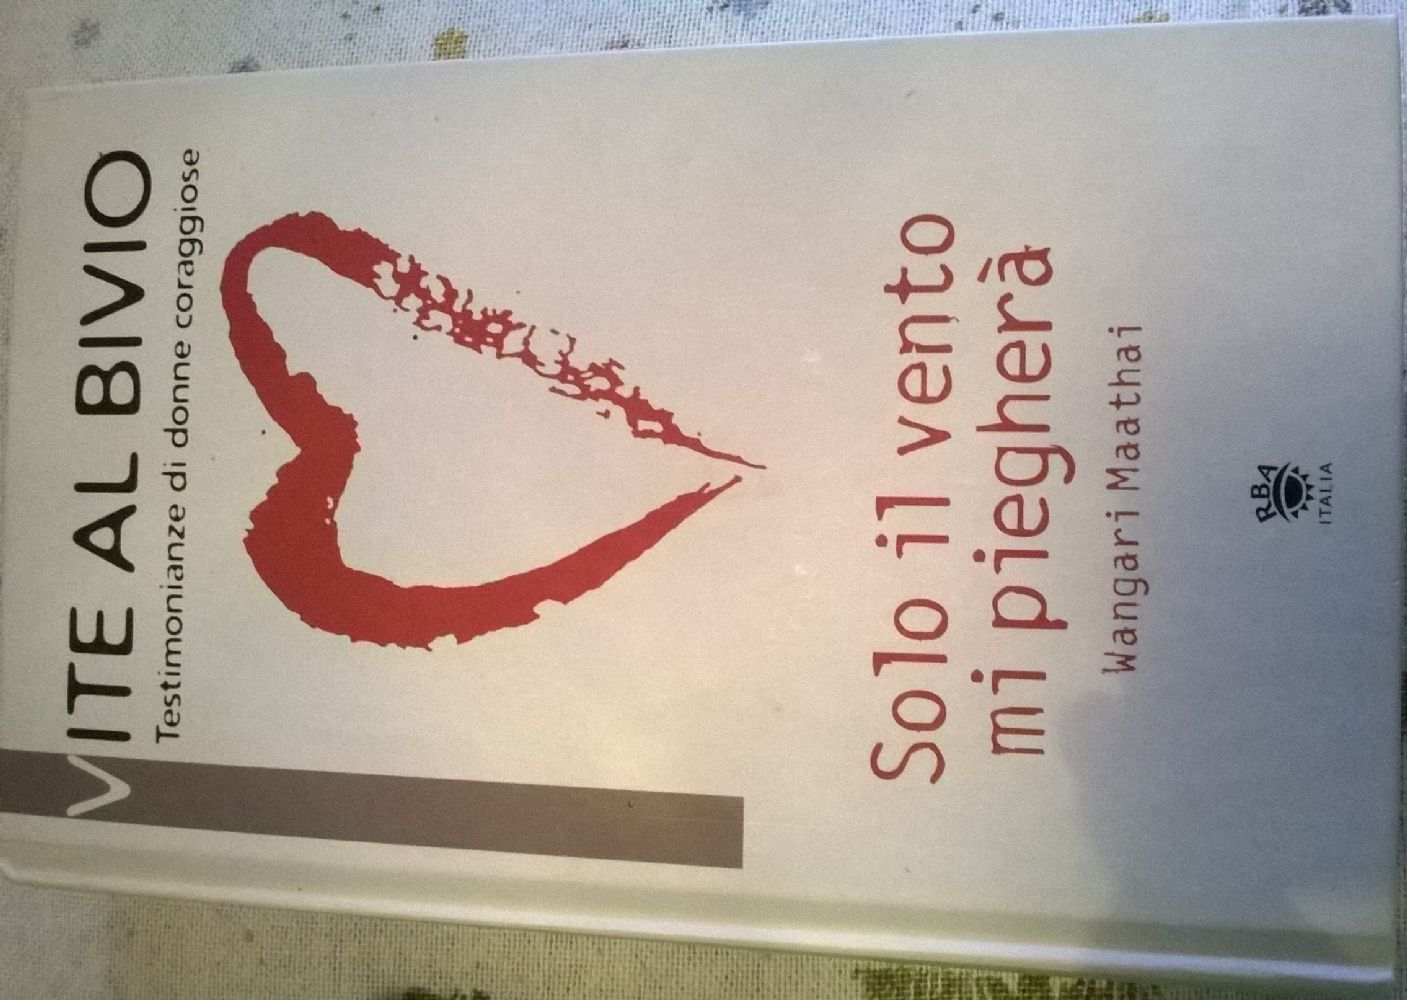 VITE AL BIVIO
Testimonianze di donne coraggiose
Solo il vento
mi piegherà
Wangari Maathai
RBA
ITALIA